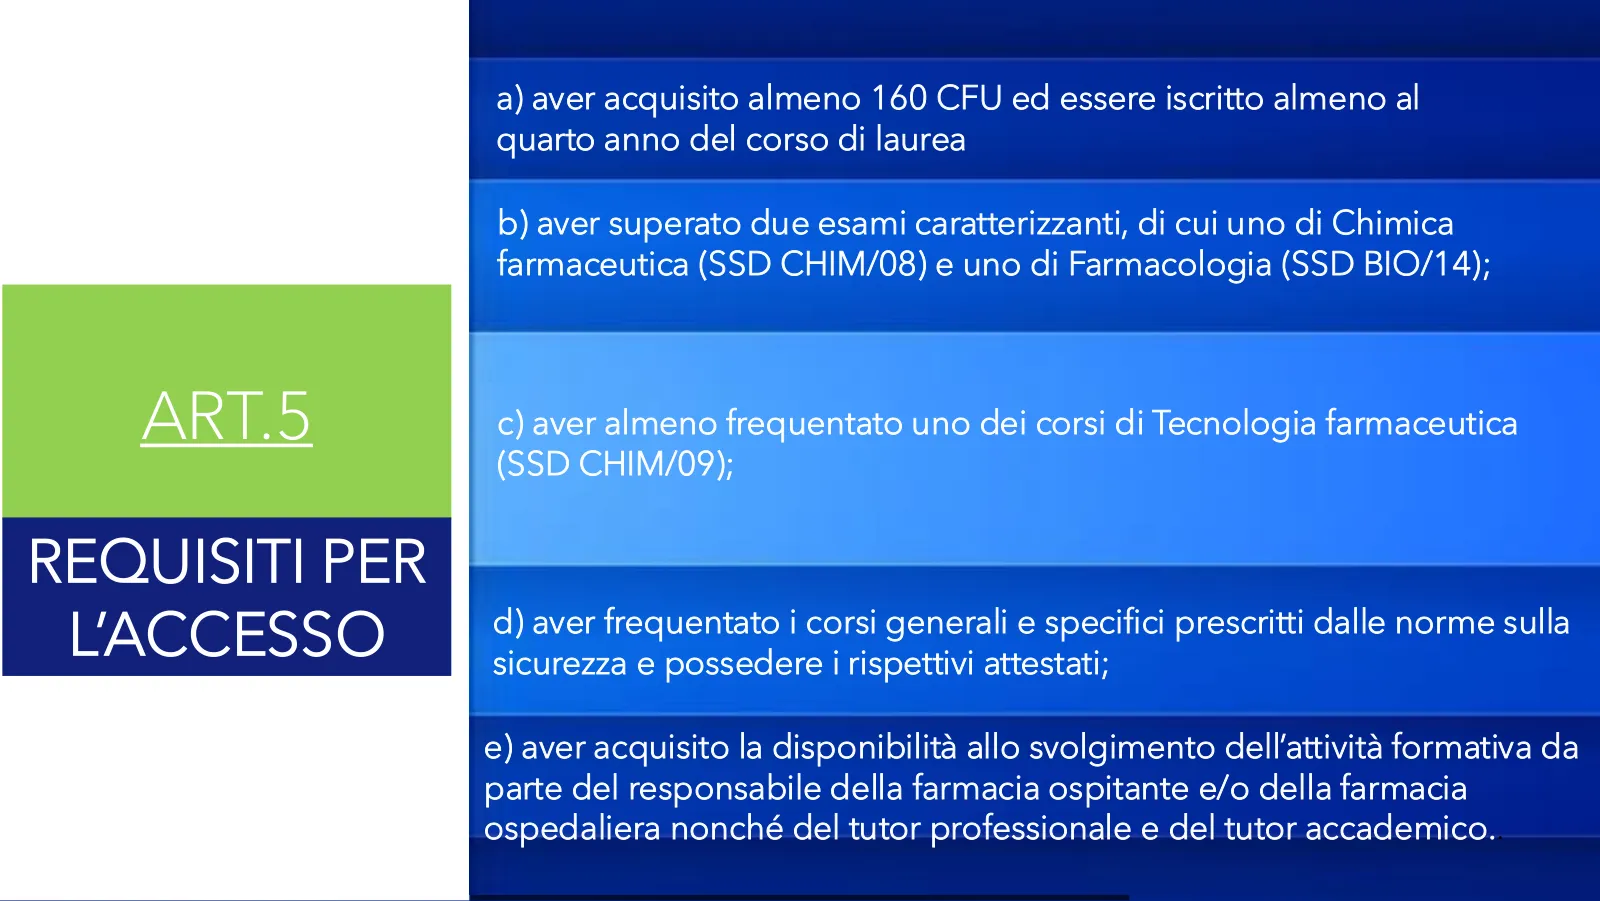 ART.5
REQUISITI PER
L’ACCESSO
a) aver acquisito almeno 160 CFU ed essere iscritto almeno al
quarto anno del corso di laurea
b) aver superato due esami caratterizzanti, di cui uno di Chimica
farmaceutica (SSD CHIM/08) e uno di Farmacologia (SSD BIO/14);
c) aver almeno frequentato uno dei corsi di Tecnologia farmaceutica
(SSD CHIM/09);
d) aver frequentato i corsi generali e specifici prescritti dalle norme sulla
sicurezza e possedere i rispettivi attestati;
e) aver acquisito la disponibilità allo svolgimento dell’attività formativa da
parte del responsabile della farmacia ospitante e/o della farmacia
ospedaliera nonché del tutor professionale e del tutor accademico..